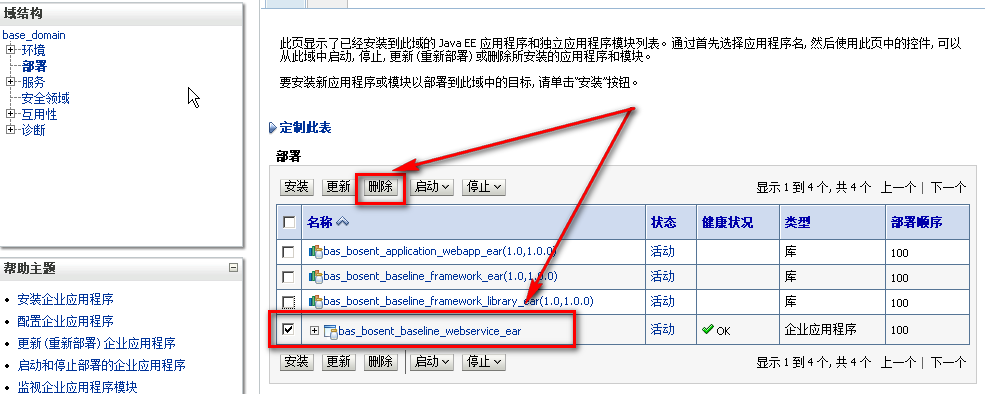 域结构
base_domain
环境
部署
服务
安全领域
互用性
诊断
帮助主题
安装企业应用程序
配置企业应用程序
更新(重新部署)企业应用程序
启动和停止部署的企业应用程序
监视企业应用程序模块
此页显示了已经安装到此域的 Java EE 应用程序和独立应用程序模块列表。通过首先选择应用程序名, 然后使用此页中的控件, 可以
从此域中启动, 停止, 更新(重新部署)或删除所安装的应用程序和模块。
要安装新应用程序或模块以部署到此域中的目标, 请单击“安装”按钮。
定制此表
部署
安装 更新 删除 启动 停止 显示 1 到 4 个, 共 4 个 上一个 | 下一个
名称 状态 健康状况 类型 部署顺序
bas_bosent_application_webapp_ear(1.0,1.0.0) 活动 库 100
bas_bosent_baseline_framework_ear(1.0,1.0.0) 活动 库 100
bas_bosent_baseline_framework_library_ear(1.0,1.0.0) 活动 库 100
bas_bosent_baseline_webservice_ear 活动 OK 企业应用程序 100
安装 更新 删除 启动 停止 显示 1 到 4 个, 共 4 个 上一个 | 下一个